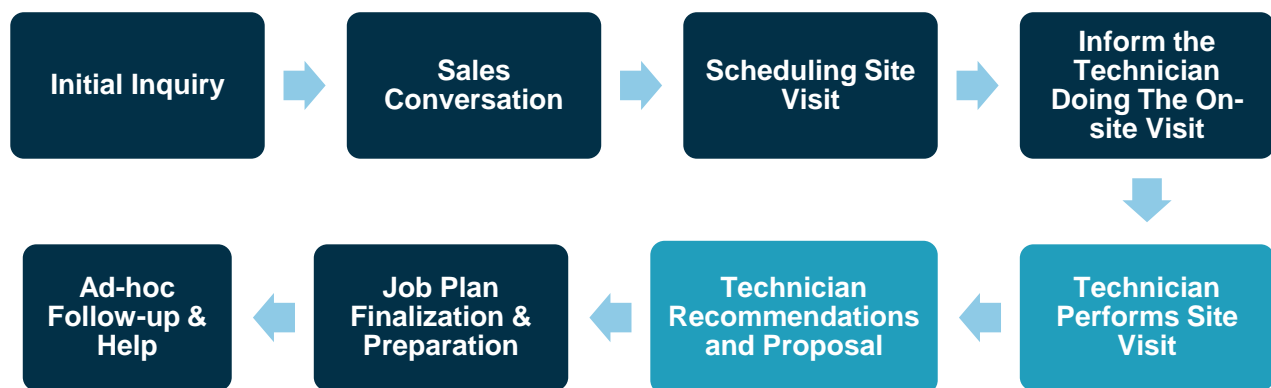 Initial Inquiry
Sales
Conversation
Scheduling Site
Visit
Inform the
Technician
Doing The On-
site Visit
Technician
Performs Site
Visit
Technician
Recommendations
and Proposal
Job Plan
Finalization &
Preparation
Ad-hoc
Follow-up &
Help